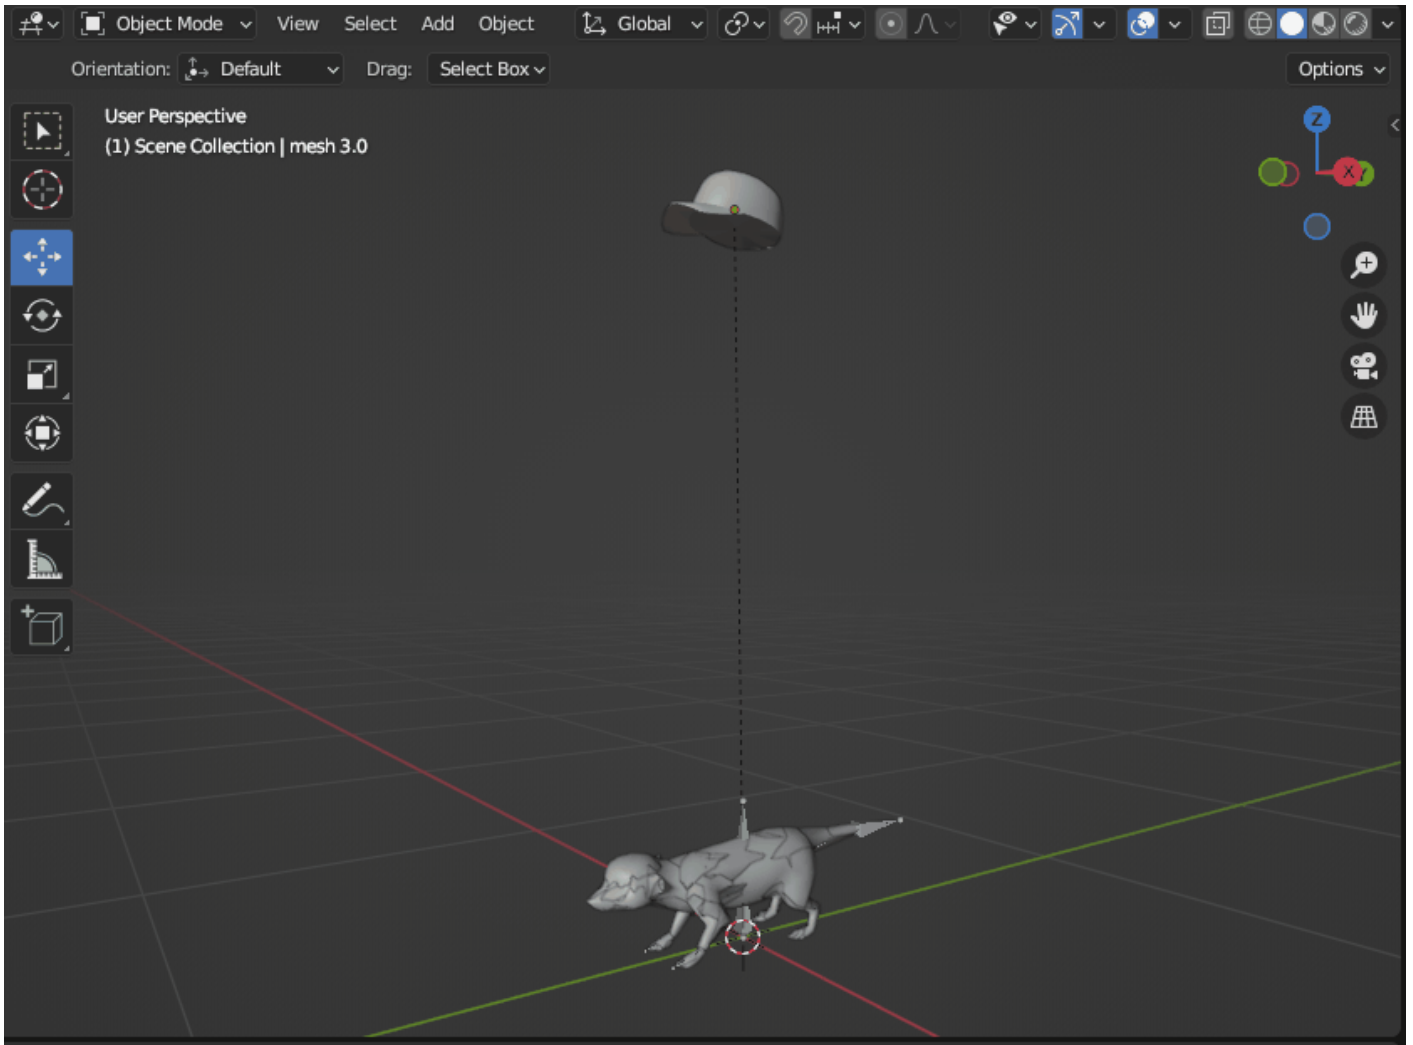 Object Mode View Select Add Object Global
Orientation: Default Drag: Select Box Options
User Perspective
(1) Scene Collection | mesh 3.0
Z
X Y